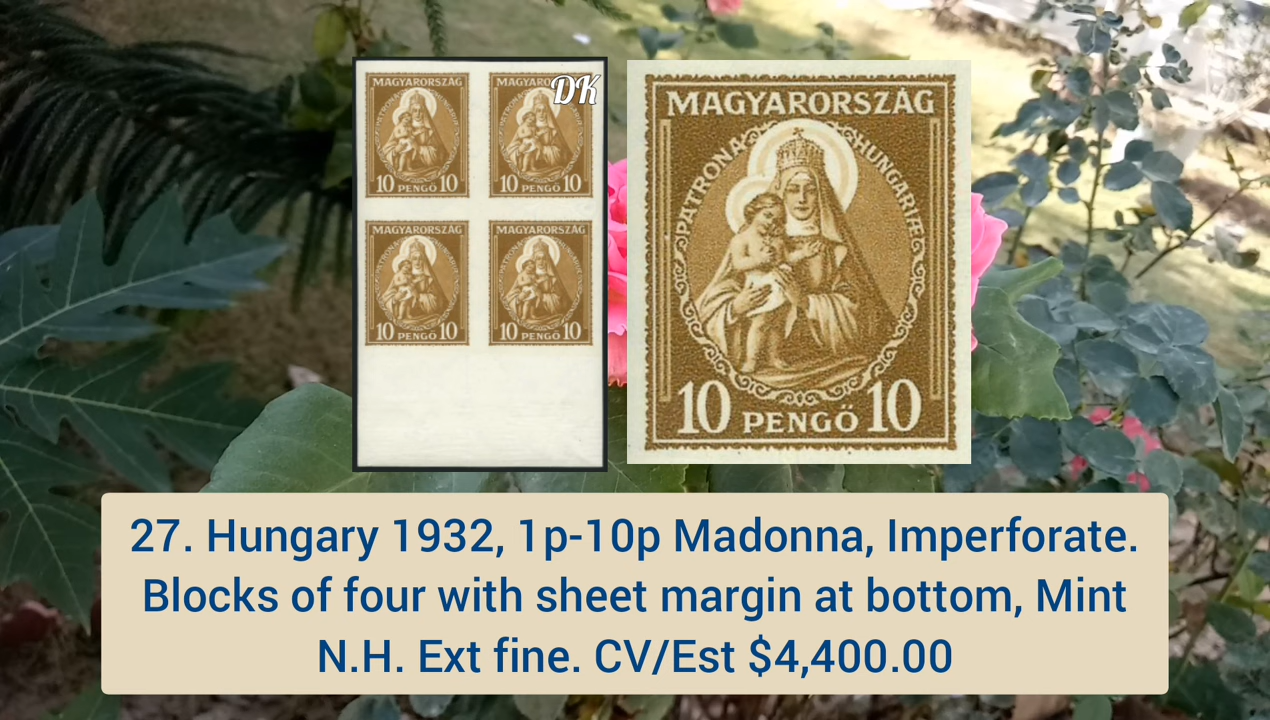 MAGYARORSZÁG
DK
10 PENGŐ 10
10 PENGŐ 10
MAGYARORSZÁG
MAGYARORSZÁG
10 PENGŐ 10
10 PENGŐ 10
MAGYARORSZÁG
PATRONA HUNGARIÆ
10 PENGŐ 10
27. Hungary 1932, 1p-10p Madonna, Imperforate.
Blocks of four with sheet margin at bottom, Mint
N.H. Ext fine. CV/Est $4,400.00